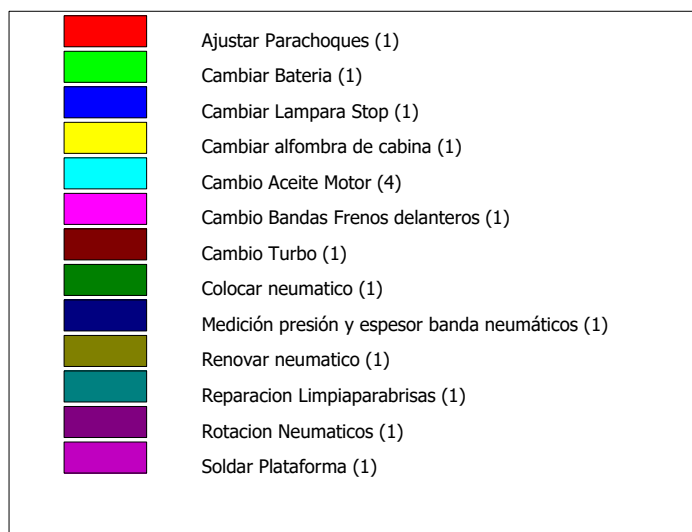 Ajustar Parachoques (1)
Cambiar Bateria (1)
Cambiar Lampara Stop (1)
Cambiar alfombra de cabina (1)
Cambio Aceite Motor (4)
Cambio Bandas Frenos delanteros (1)
Cambio Turbo (1)
Colocar neumatico (1)
Medición presión y espesor banda neumáticos (1)
Renovar neumatico (1)
Reparacion Limpiaparabrisas (1)
Rotacion Neumaticos (1)
Soldar Plataforma (1)